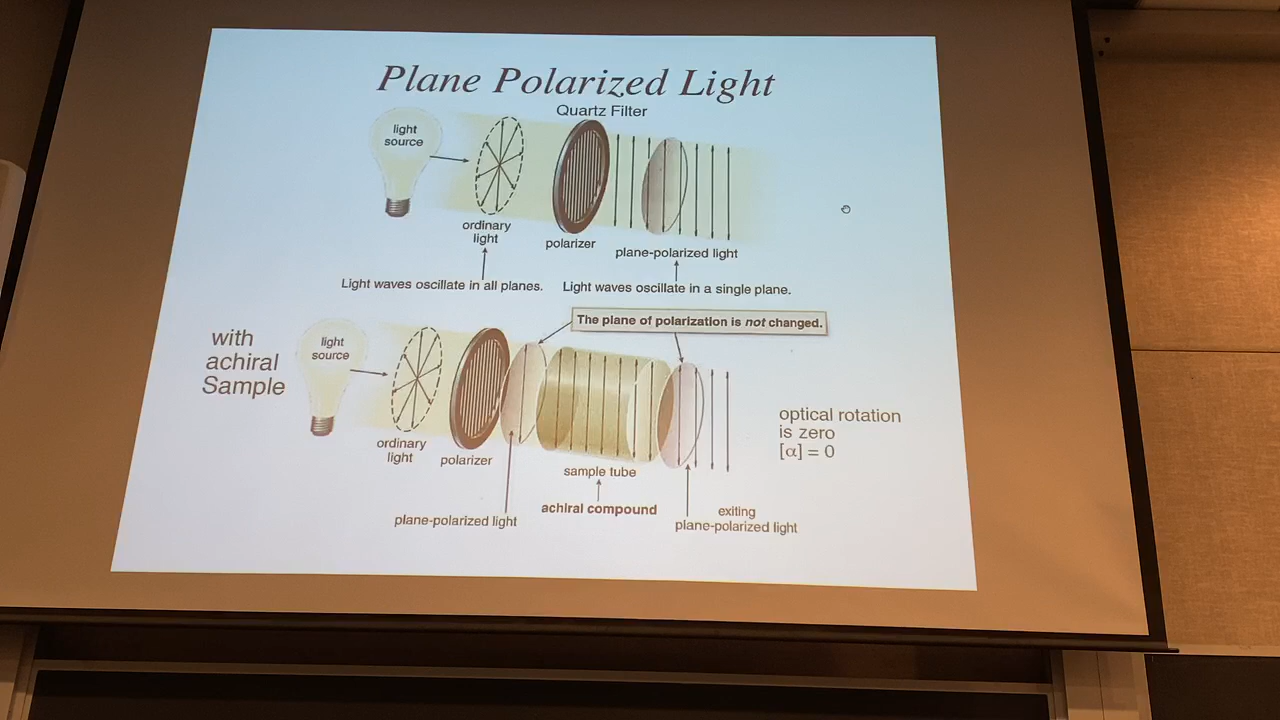 Plane Polarized Light
Quartz Filter
light
source
ordinary
light
polarizer
plane-polarized light
Light waves oscillate in all planes.
Light waves oscillate in a single plane.
The plane of polarization is not changed.
with
achiral
Sample
light
source
ordinary
light
polarizer
sample tube
achiral compound
plane-polarized light
exiting
plane-polarized light
optical rotation
is zero
[α] = 0